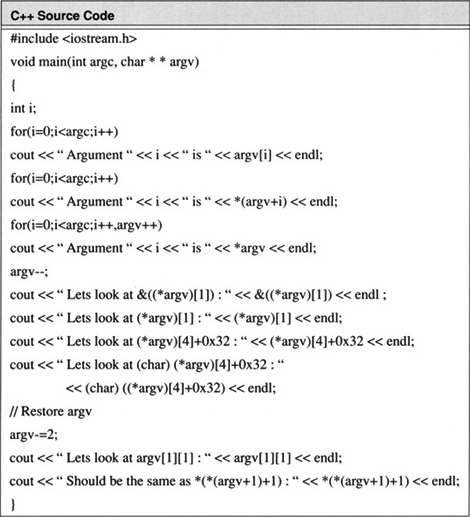 C++ Source Code
#include <iostream.h>
void main(int argc, char * * argv)
{
int i;
for(i=0;i<argc;i++)
cout << “ Argument “ << i << “ is “ << argv[i] << endl;
for(i=0;i<argc;i++)
cout << “ Argument “ << i << “ is “ << *(argv+i) << endl;
for(i=0;i<argc;i++,argv++)
cout << “ Argument “ << i << “ is “ << *argv << endl;
argv--;
cout << “ Lets look at &((*argv)[1]) : “ << &((*argv)[1]) << endl ;
cout << “ Lets look at (*argv)[1] : “ << (*argv)[1] << endl;
cout << “ Lets look at (*argv)[4]+0x32 : “ << (*argv)[4]+0x32 << endl;
cout << “ Lets look at (char) (*argv)[4]+0x32 : “
<< (char) ((*argv)[4]+0x32) << endl;
// Restore argv
argv-=2;
cout << “ Lets look at argv[1][1] : “ << argv[1][1] << endl;
cout << “ Should be the same as *(*(argv+1)+1) : “ << *(*(argv+1)+1) << endl;
}